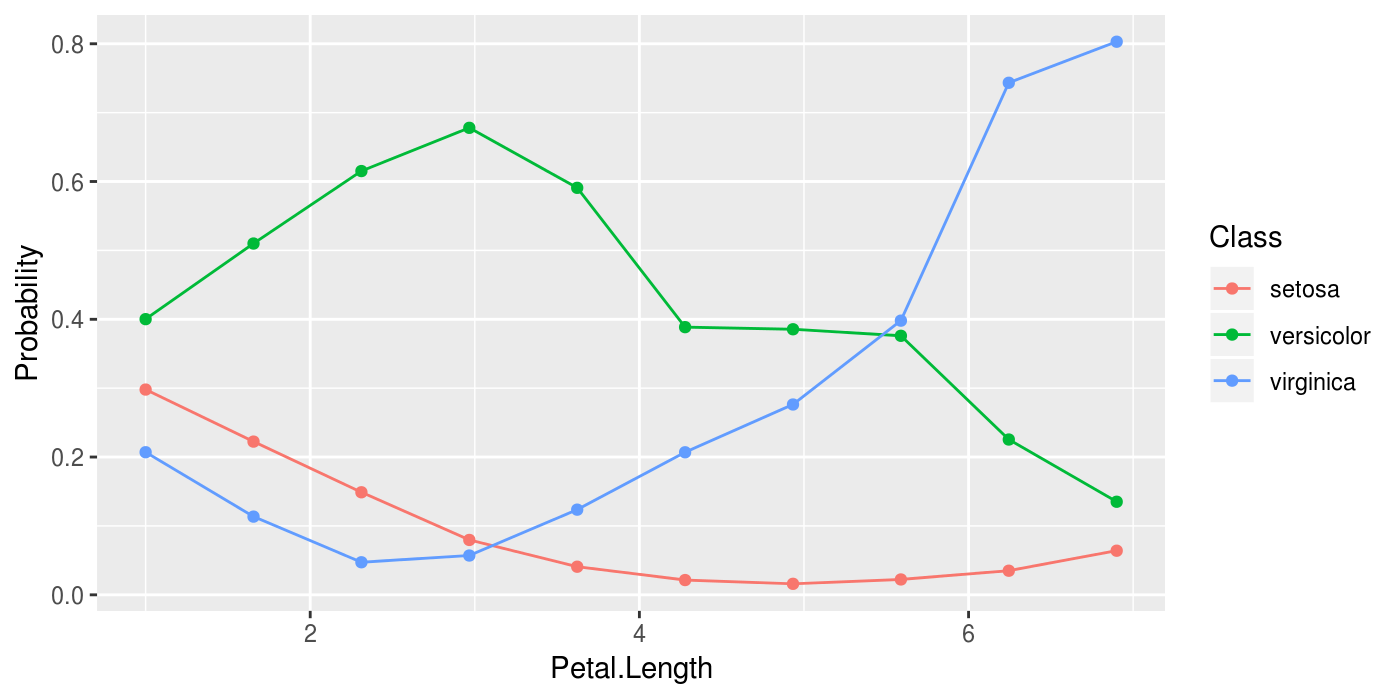 Probability
0.8
0.6
0.4
0.2
0.0
2 4 6
Petal.Length
Class
setosa
versicolor
virginica